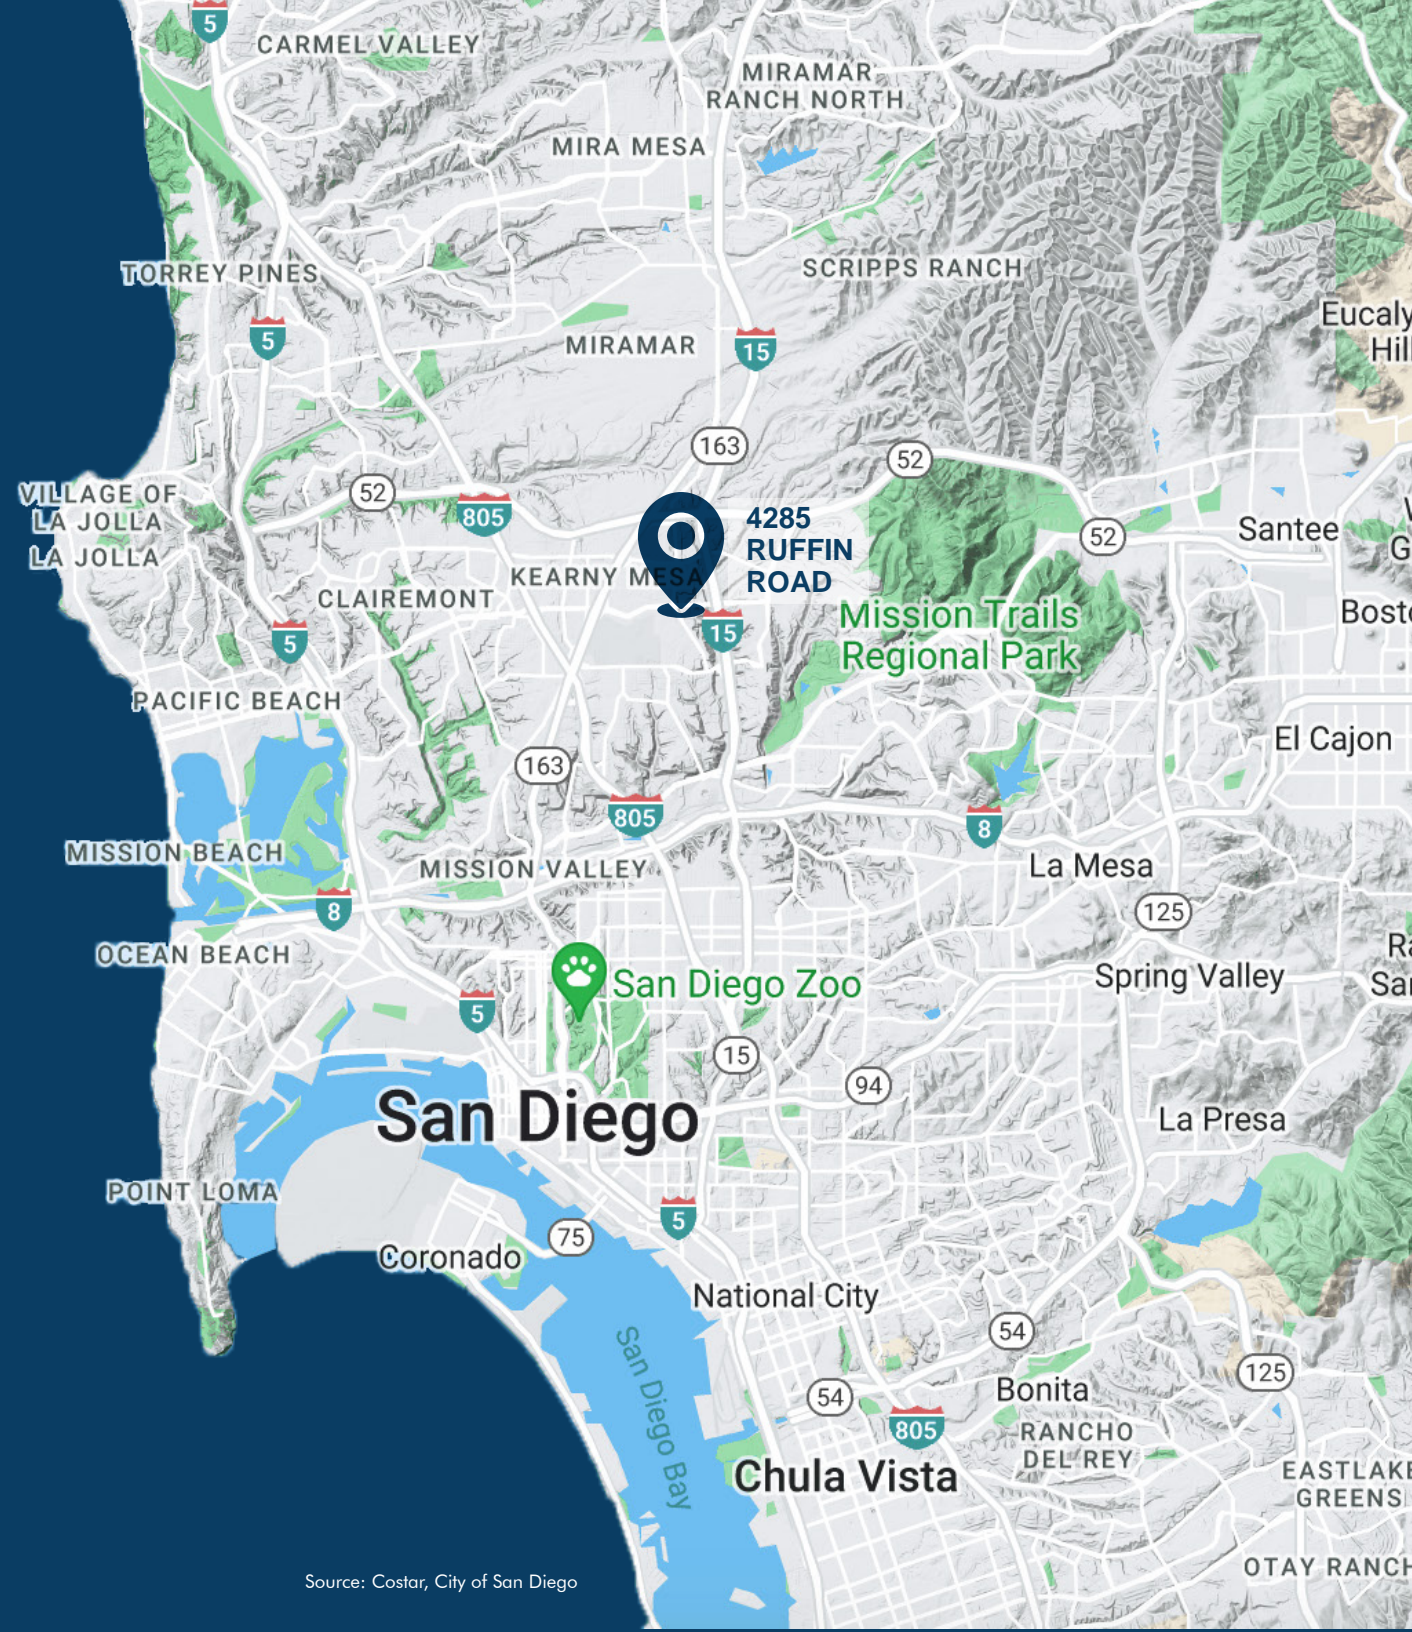 5
CARMEL VALLEY
MIRAMAR
RANCH NORTH
MIRA MESA
TORREY PINES
SCRIPPS RANCH
Eucaly
Hill
5
MIRAMAR
15
163
52
52
VILLAGE OF
LA JOLLA
LA JOLLA
805
4285
RUFFIN
ROAD
52
Santee
G
KEARNY MESA
CLAIREMONT
Mission Trails
Regional Park
Bosto
5
15
PACIFIC BEACH
El Cajon
163
805
8
MISSION BEACH
MISSION VALLEY
La Mesa
8
125
OCEAN BEACH
San Diego Zoo
Spring Valley
Ra
San
5
15
94
San Diego
La Presa
POINT LOMA
5
75
Coronado
National City
54
San Diego Bay
125
54
Bonita
805
RANCHO
DEL REY
Chula Vista
EASTLAKE
GREENS
OTAY RANCH
Source: Costar, City of San Diego